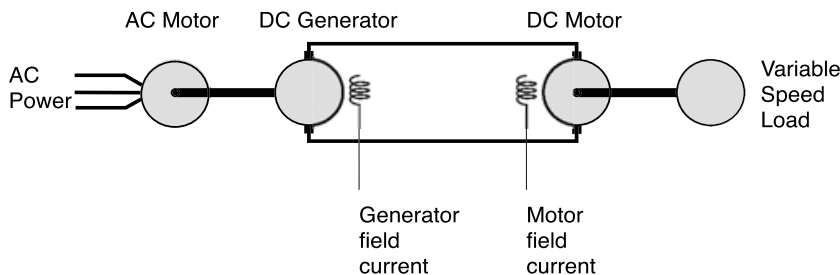 AC Motor
DC Generator
DC Motor
AC
Power
Variable
Speed
Load
Generator
field
current
Motor
field
current